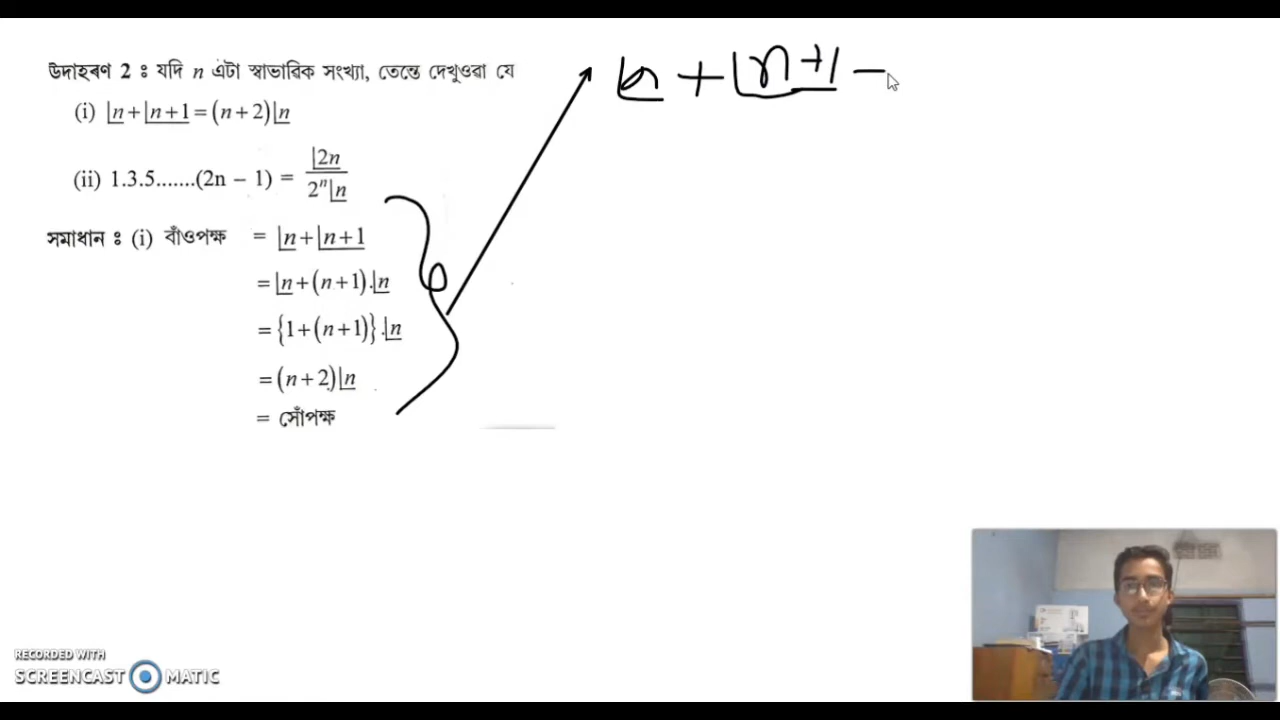 উদাহৰণ 2 : যদি n এটা স্বাভাৱিক সংখ্যা, তেন্তে দেখুওৱা যে
(i) ⌊n + ⌊n+1 = (n+2)⌊n
(ii) 1.3.5.......(2n − 1) = ⌊2n / 2ⁿ⌊n
সমাধান : (i) বাঁওপক্ষ = ⌊n + ⌊n+1
= ⌊n + (n+1).⌊n
= {1+(n+1)}.⌊n
= (n+2)⌊n
= সোঁপক্ষ
⌊n + ⌊n+1 −
RECORDED WITH
SCREENCAST MATIC